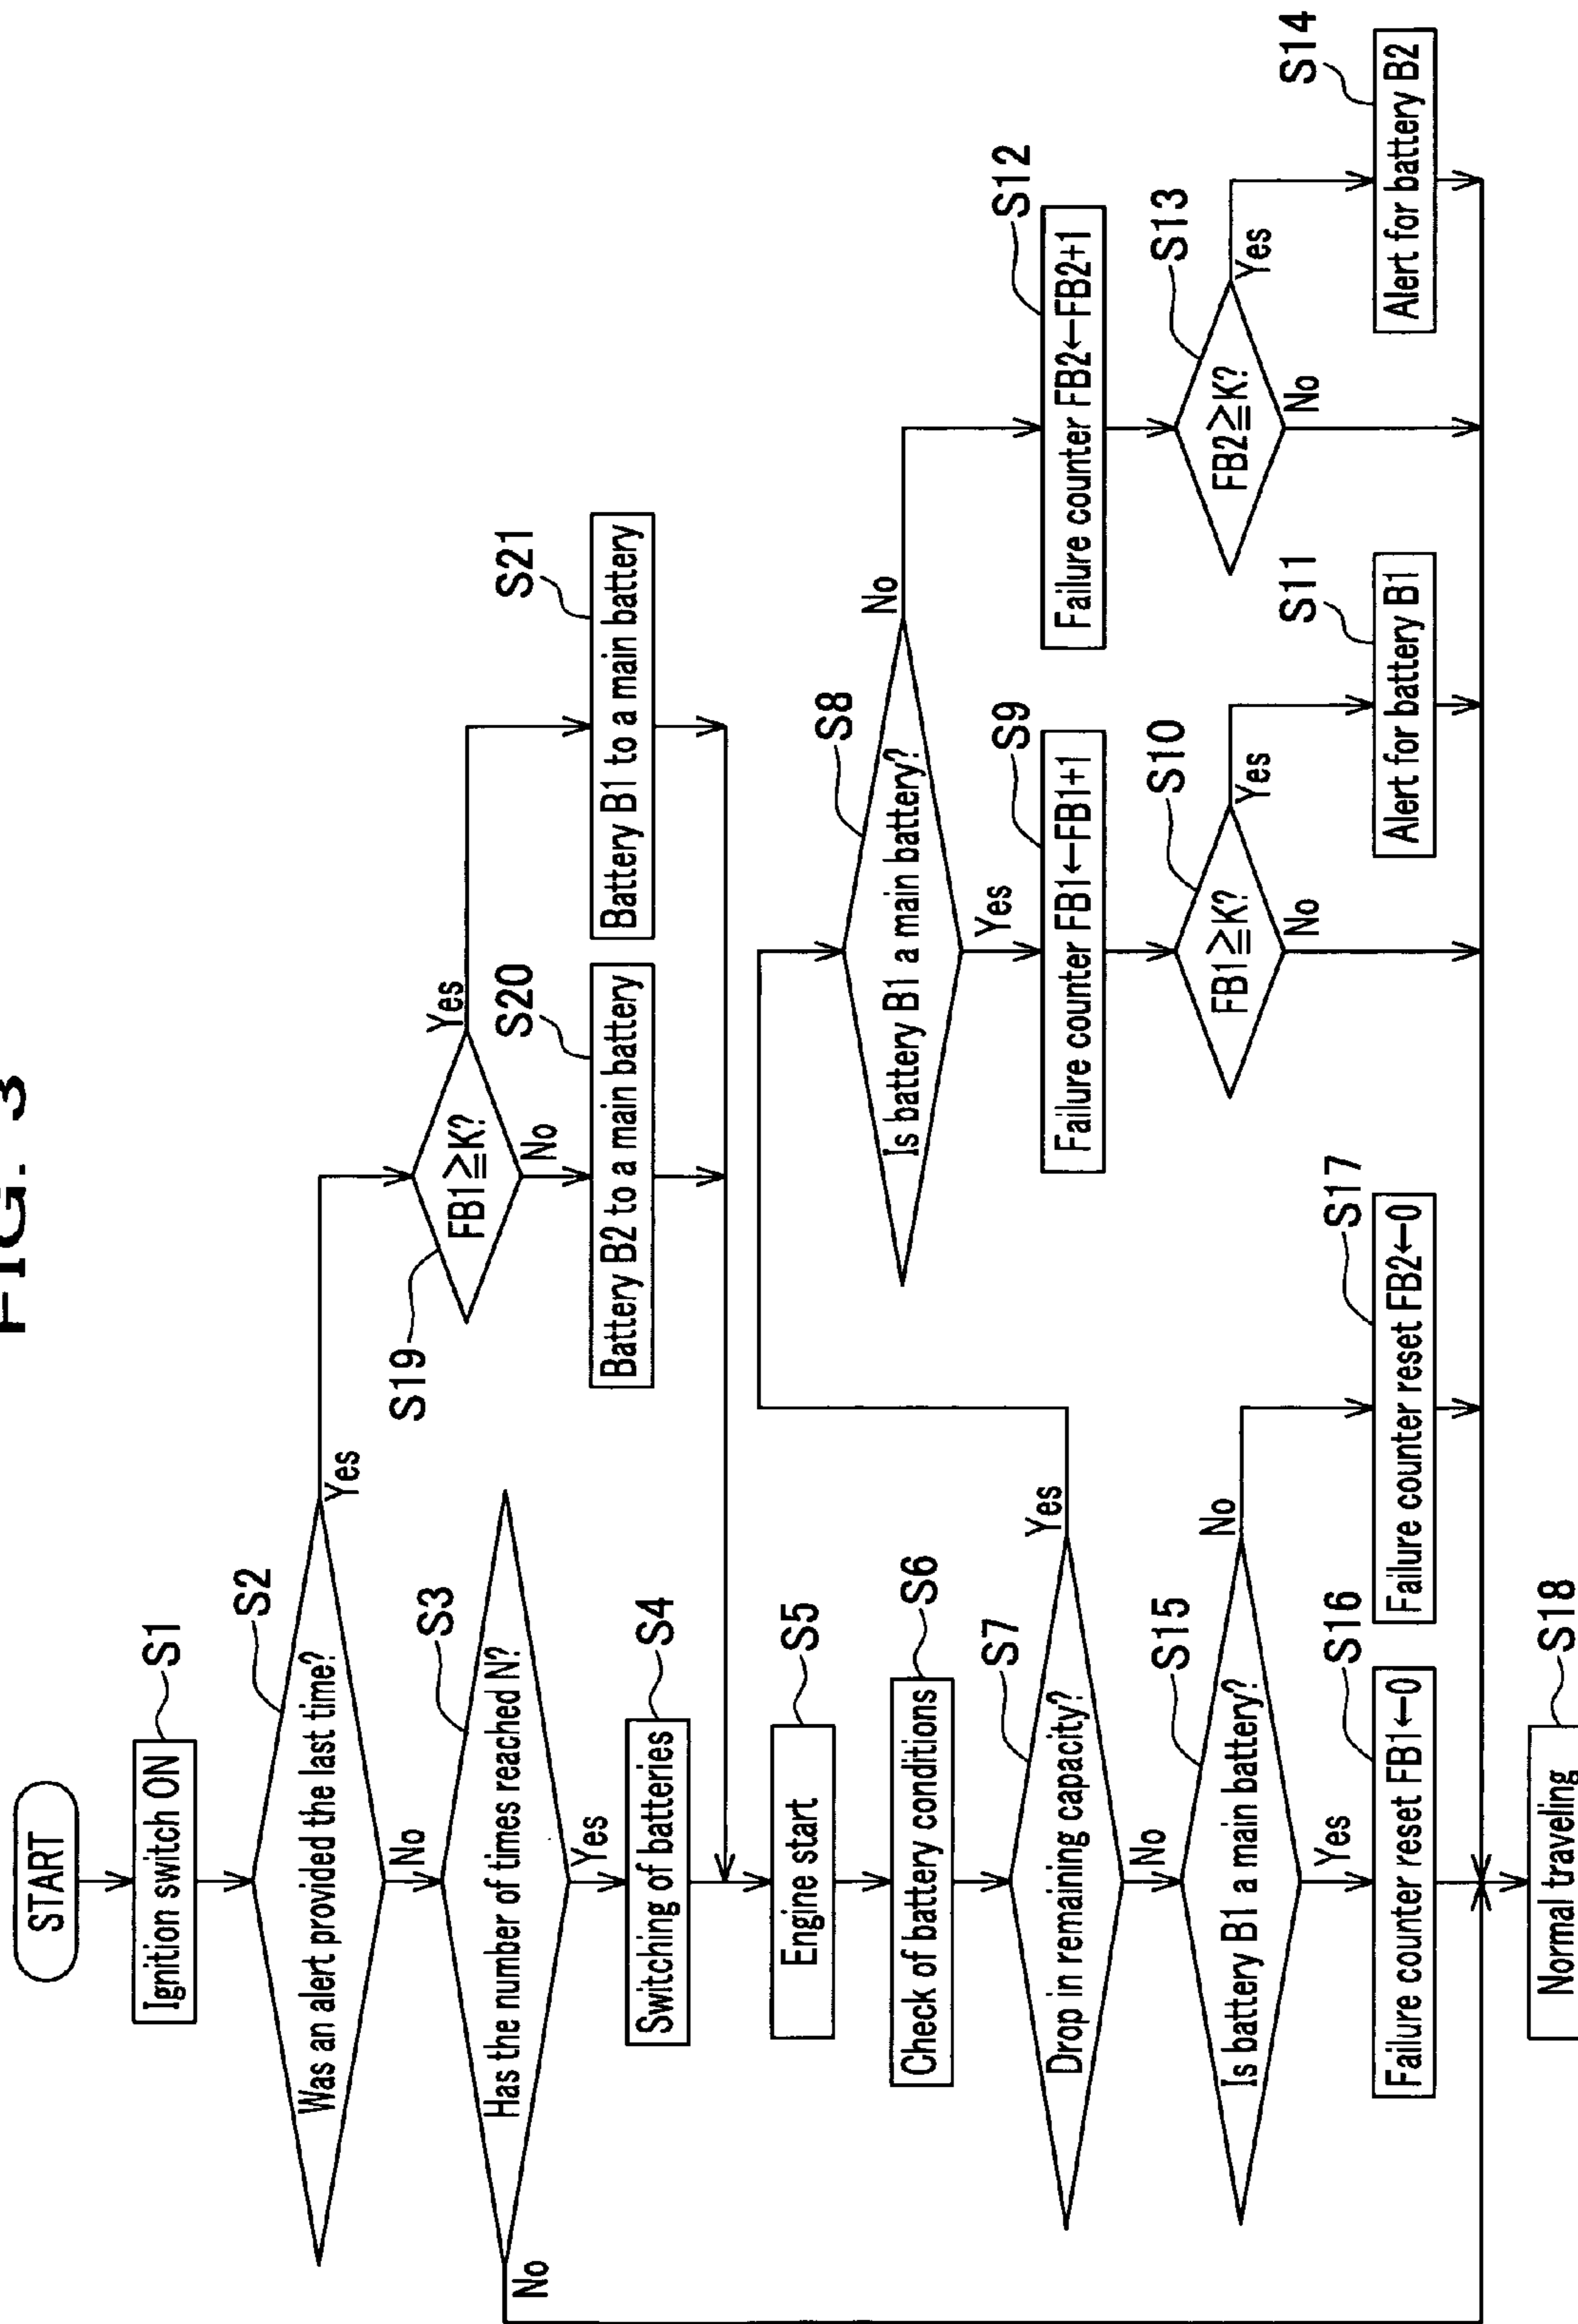 FIG. 3
START
Ignition switch ON
S1
Was an alert provided the last time?
S2
Yes
No
Has the number of times reached N?
S3
No
Yes
Switching of batteries
S4
FB1≧K?
S19
Yes
No
Battery B2 to a main battery
S20
Battery B1 to a main battery
S21
Engine start
S5
Check of battery conditions
S6
Drop in remaining capacity?
S7
Yes
No
Is battery B1 a main battery?
S8
No
Yes
Failure counter FB1←FB1+1
S9
FB1≧K?
S10
Yes
No
Alert for battery B1
S11
Failure counter FB2←FB2+1
S12
FB2≧K?
S13
Yes
No
Alert for battery B2
S14
Is battery B1 a main battery?
S15
No
Yes
Failure counter reset FB1←0
S16
Failure counter reset FB2←0
S17
Normal traveling
S18